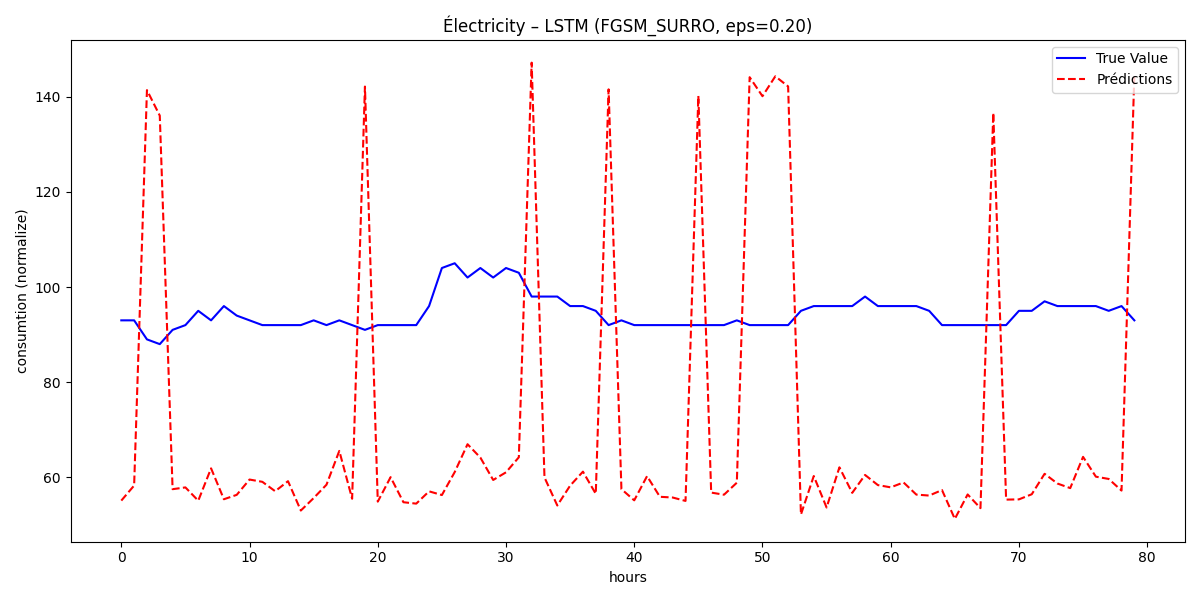 Électricity – LSTM (FGSM_SURRO, eps=0.20)
True Value
Prédictions
consumtion (normalize)
140
120
100
80
60
0 10 20 30 40 50 60 70 80
hours